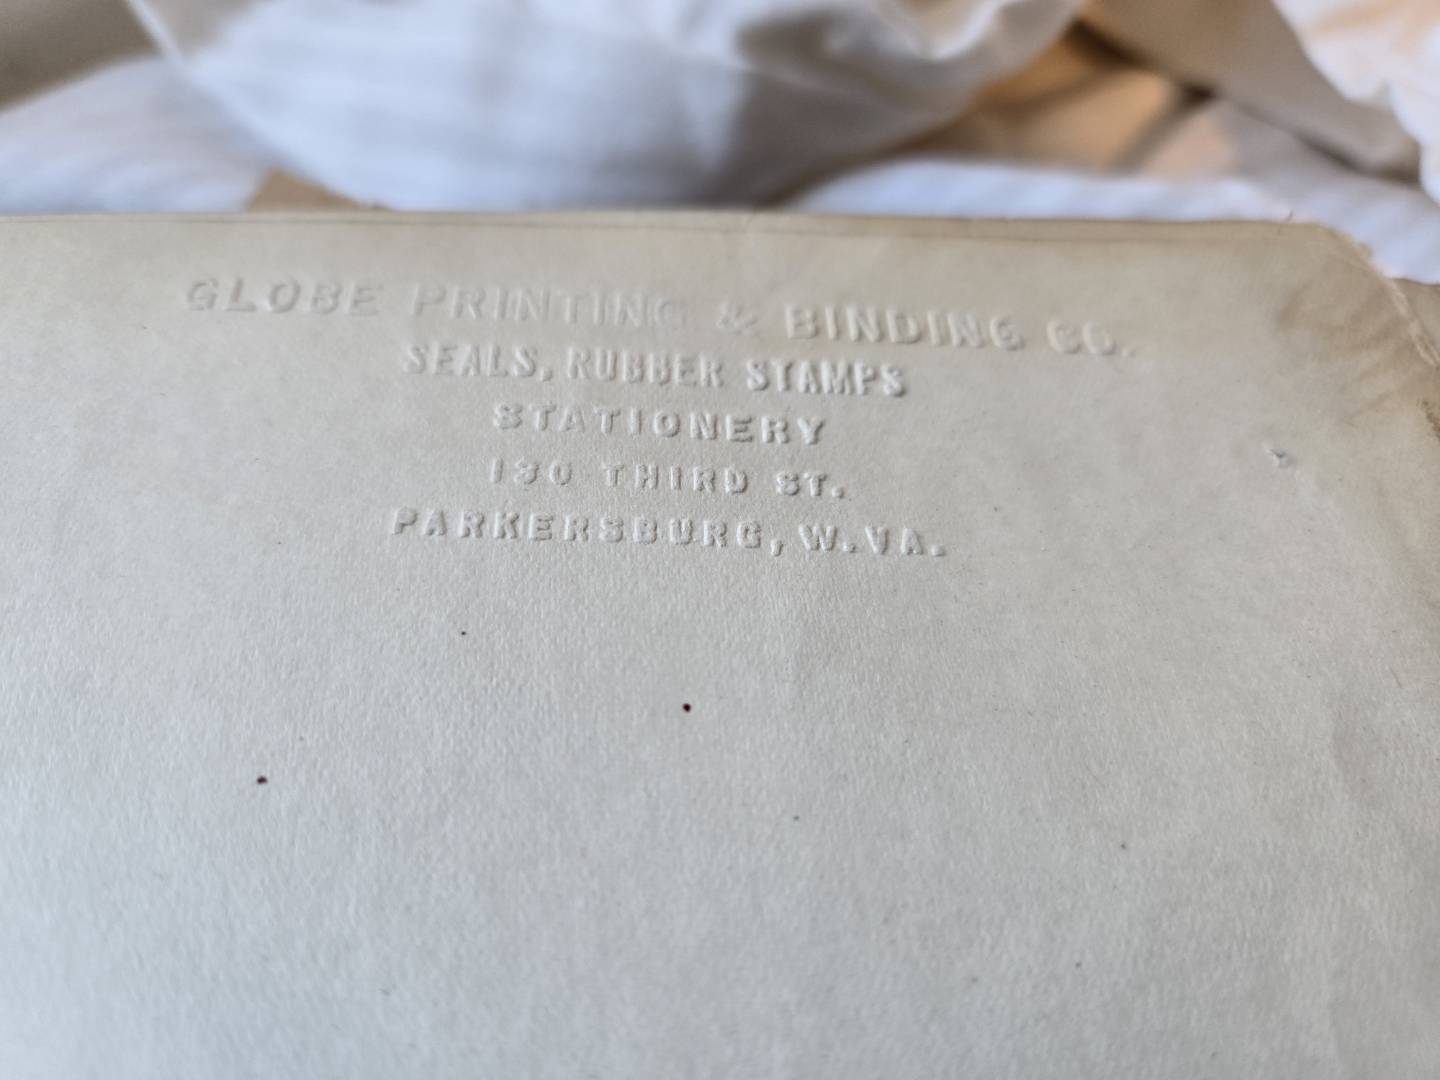 GLOBE PRINTING & BINDING CO.
SEALS, RUBBER STAMPS
STATIONERY
130 THIRD ST.
PARKERSBURG, W.VA.